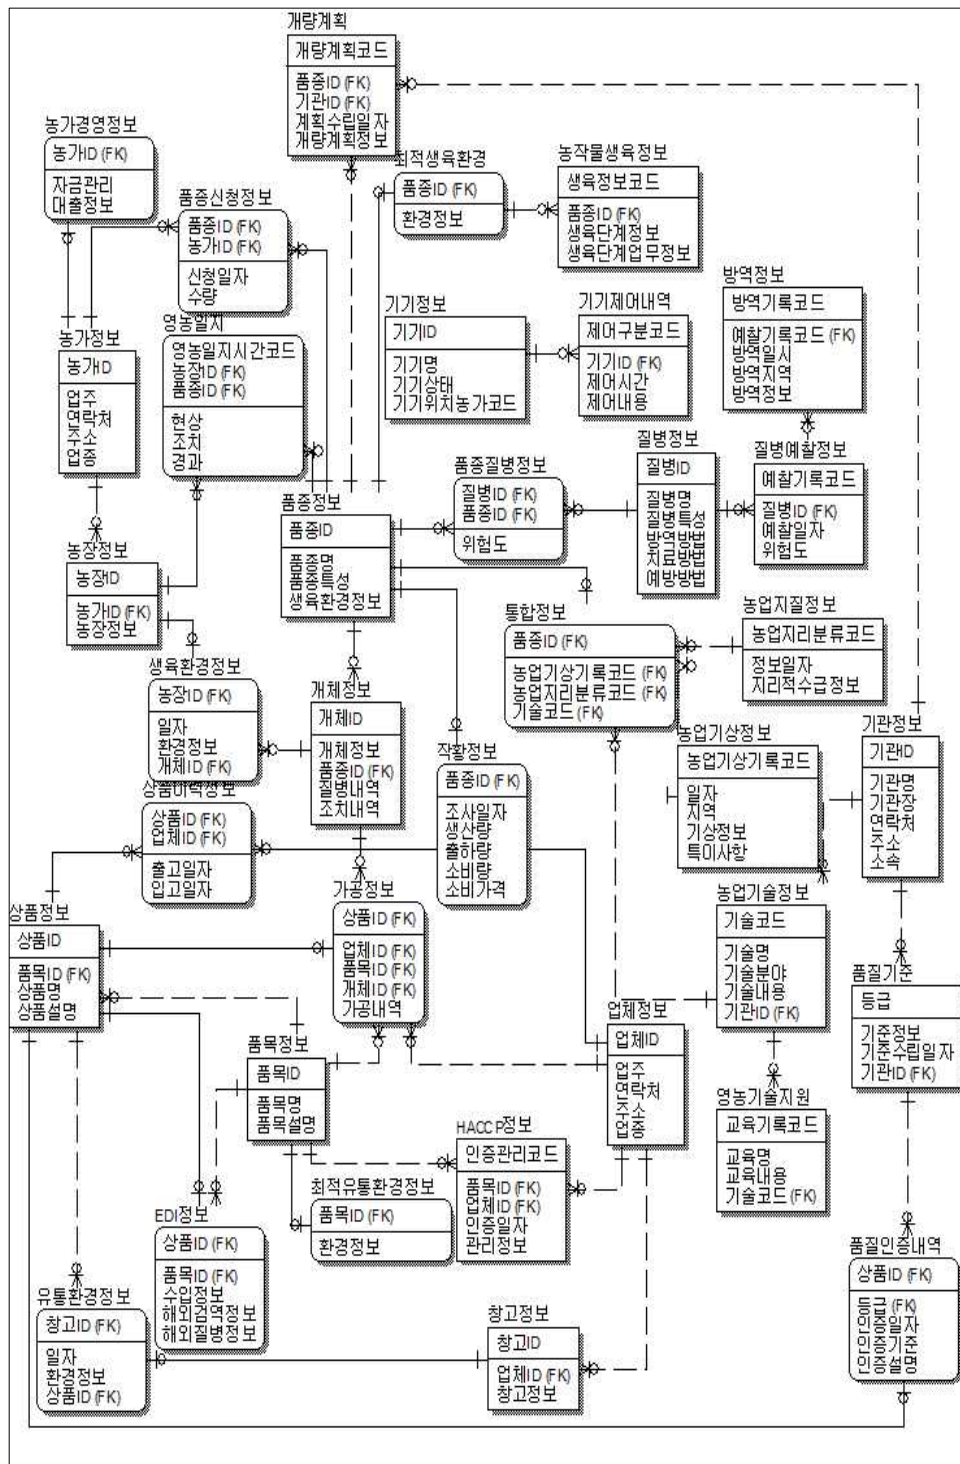 개량계획
개량계획코드
품종ID (FK)
기관ID (FK)
계획수립일자
개량계획정보
농가경영정보
농가ID (FK)
자금관리
대출정보
품종신청정보
품종ID (FK)
농가ID (FK)
신청일자
수량
최적생육환경
품종ID (FK)
환경정보
농작물생육정보
생육정보코드
품종ID (FK)
생육단계정보
생육단계업무정보
방역정보
방역기록코드
예찰기록코드 (FK)
방역일시
방역지역
방역정보
기기정보
기기ID
기기명
기기상태
기기위치농가코드
기기제어내역
제어구분코드
기기ID (FK)
제어시간
제어내용
농가정보
농가ID
업주
연락처
주소
업종
영농일지
영농일지시간코드
농장ID (FK)
품종ID (FK)
현상
조치
경과
품종질병정보
질병ID (FK)
품종ID (FK)
위험도
질병정보
질병ID
질병명
질병특성
방역방법
치료방법
예방방법
질병예찰정보
예찰기록코드
질병ID (FK)
예찰일자
위험도
품종정보
품종ID
품종명
품종특성
생육환경정보
농장정보
농장ID
농가ID (FK)
농장정보
통합정보
품종ID (FK)
농업기상기록코드 (FK)
농업지리분류코드 (FK)
기술코드 (FK)
농업지질정보
농업지리분류코드
정보일자
지리적수급정보
생육환경정보
농장ID (FK)
일자
환경정보
개체ID (FK)
개체정보
개체ID
개체정보
품종ID (FK)
질병내역
조치내역
작황정보
품종ID (FK)
조사일자
생산량
출하량
소비량
소비가격
농업기상정보
농업기상기록코드
일자
지역
기상정보
특이사항
기관정보
기관ID
기관명
기관장
연락처
주소
소속
상품이력정보
상품ID (FK)
업체ID (FK)
출고일자
입고일자
가공정보
상품ID (FK)
업체ID (FK)
품목ID (FK)
개체ID (FK)
가공내역
상품정보
상품ID
품목ID (FK)
상품명
상품설명
농업기술정보
기술코드
기술명
기술분야
기술내용
기관ID (FK)
품질기준
등급
기준정보
기준수립일자
기관ID (FK)
업체정보
업체ID
업주
연락처
주소
업종
품목정보
품목ID
품목명
품목설명
영농기술지원
교육기록코드
교육명
교육내용
기술코드 (FK)
HACCP정보
인증관리코드
품목ID (FK)
업체ID (FK)
인증일자
관리정보
최적유통환경정보
품목ID (FK)
환경정보
EDI정보
상품ID (FK)
품목ID (FK)
수입정보
해외검역정보
해외질병정보
품질인증내역
상품ID (FK)
등급 (FK)
인증일자
인증기준
인증설명
유통환경정보
창고ID (FK)
일자
환경정보
상품ID (FK)
창고정보
창고ID
업체ID (FK)
창고정보